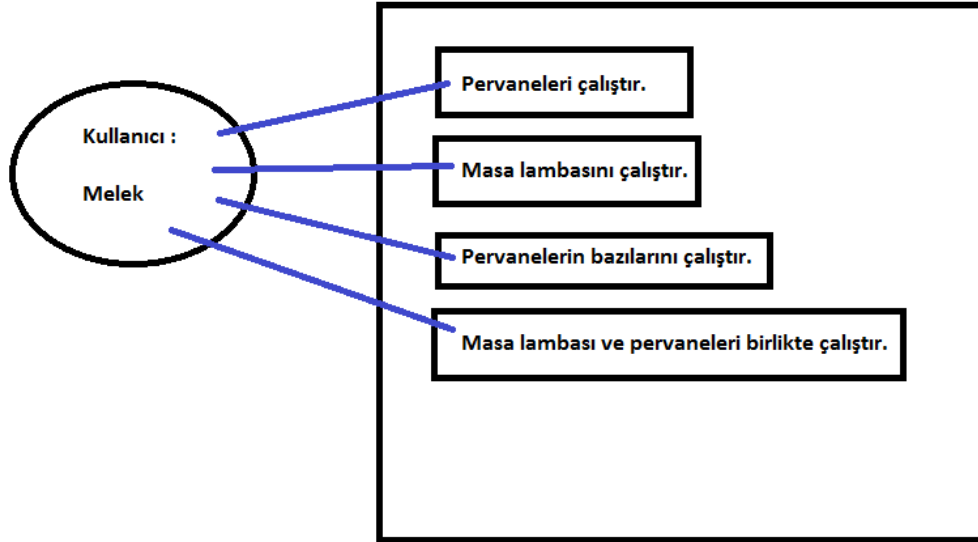 Kullanıcı :
Melek
Pervaneleri çalıştır.
Masa lambasını çalıştır.
Pervanelerin bazılarını çalıştır.
Masa lambası ve pervaneleri birlikte çalıştır.